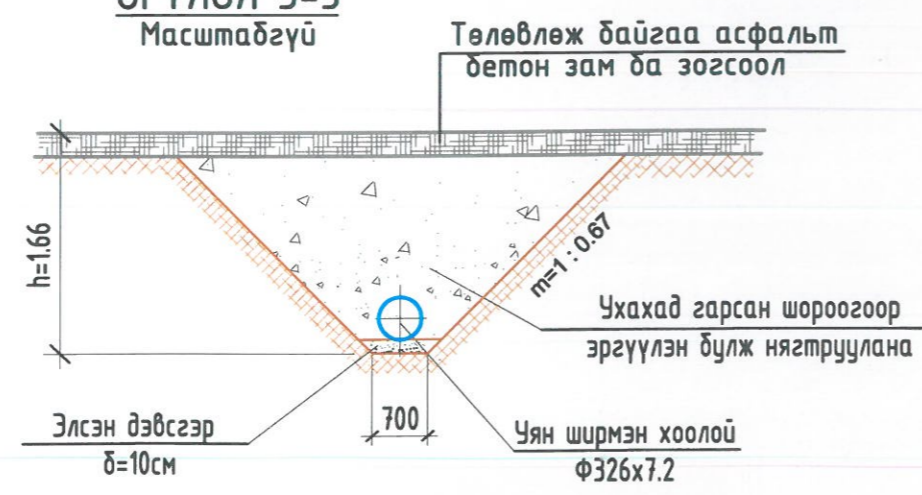 Масштабгүй
Төлөвлөж байгаа асфальт
бетон зам ба зогсоол
h=1.66
m=1 : 0.67
Ухахад гарсан шороогоор
эргүүлэн булж нягтруулана
700
Элсэн дэвсгэр
δ=10см
Уян ширмэн хоолой
Ф326х7.2